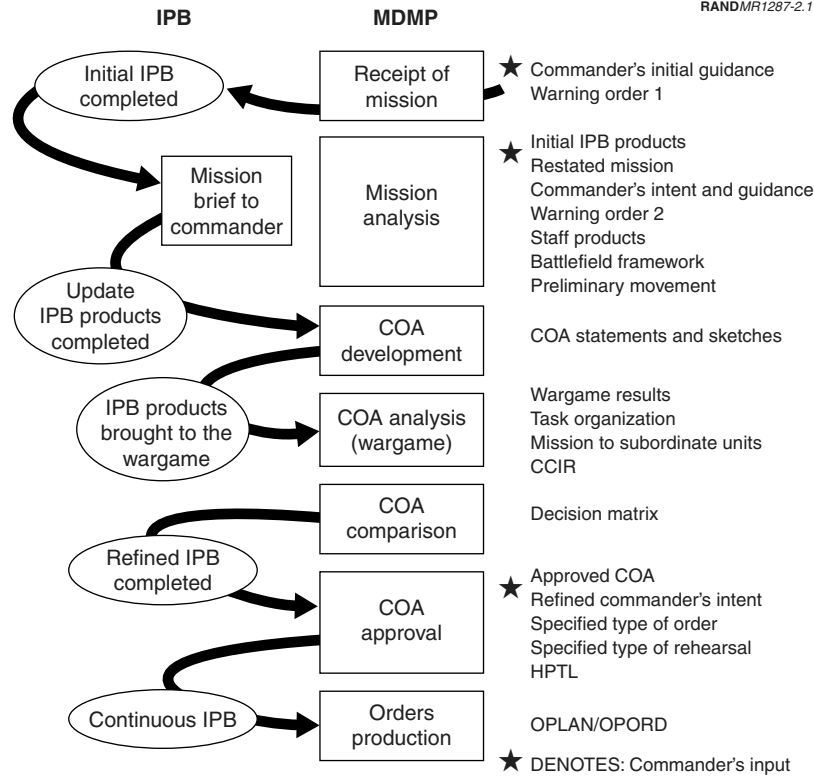 IPB
MDMP
RANDMR1287-2.1
Initial IPB
completed
Receipt of
mission
★ Commander's initial guidance
Warning order 1
Mission
brief to
commander
Mission
analysis
★ Initial IPB products
Restated mission
Commander's intent and guidance
Warning order 2
Staff products
Battlefield framework
Preliminary movement
Update
IPB products
completed
COA
development
COA statements and sketches
IPB products
brought to the
wargame
COA analysis
(wargame)
Wargame results
Task organization
Mission to subordinate units
CCIR
COA
comparison
Decision matrix
Refined IPB
completed
COA
approval
★ Approved COA
Refined commander's intent
Specified type of order
Specified type of rehearsal
HPTL
Continuous IPB
Orders
production
OPLAN/OPORD
★ DENOTES: Commander's input